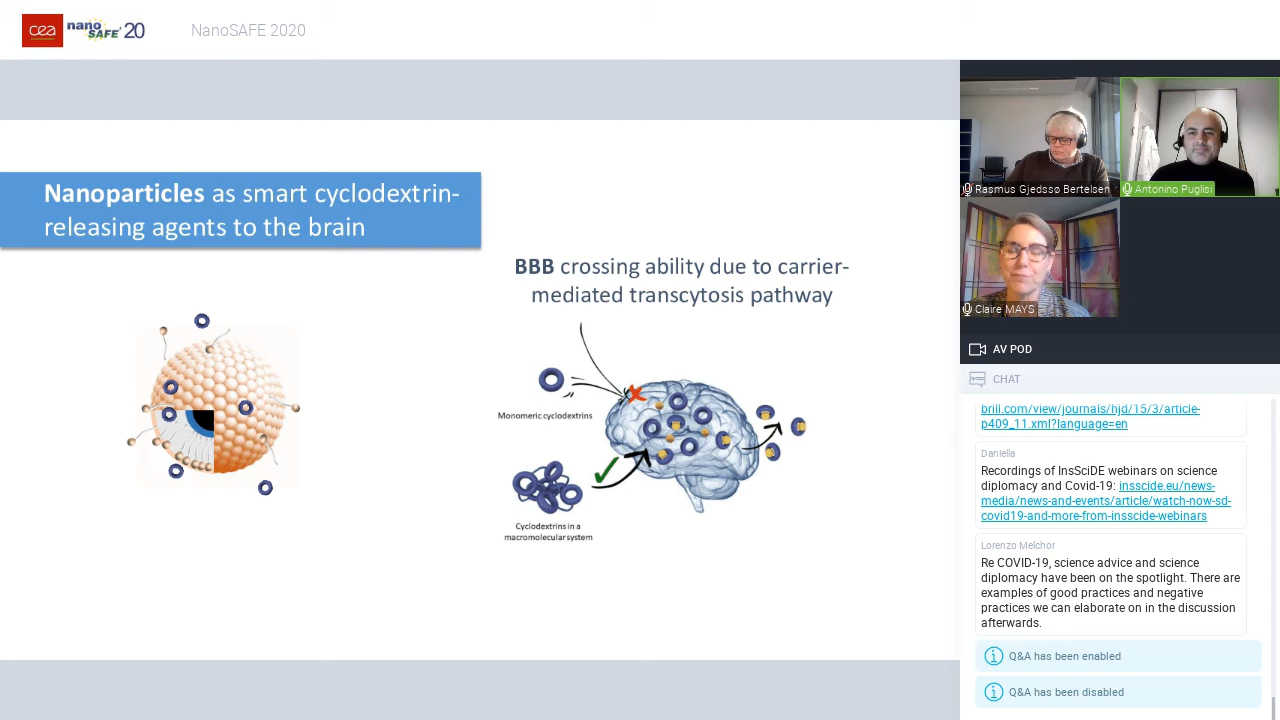 cea nano SAFE 20
NanoSAFE 2020
Nanoparticles as smart cyclodextrin-
releasing agents to the brain
BBB crossing ability due to carrier-
mediated transcytosis pathway
Monomeric cyclodextrins
Cyclodextrins in a
macromolecular system
Rasmus Gjedssø Bertelsen
Antonino Puglisi
Claire MAYS
AV POD
CHAT
brill.com/view/journals/hjd/15/3/article-
p409_11.xml?language=en
Daniella
Recordings of InsSciDE webinars on science
diplomacy and Covid-19: insscide.eu/news-
media/news-and-events/article/watch-now-sd-
covid19-and-more-from-insscide-webinars
Lorenzo Melchor
Re COVID-19, science advice and science
diplomacy have been on the spotlight. There are
examples of good practices and negative
practices we can elaborate on in the discussion
afterwards.
Q&A has been enabled
Q&A has been disabled